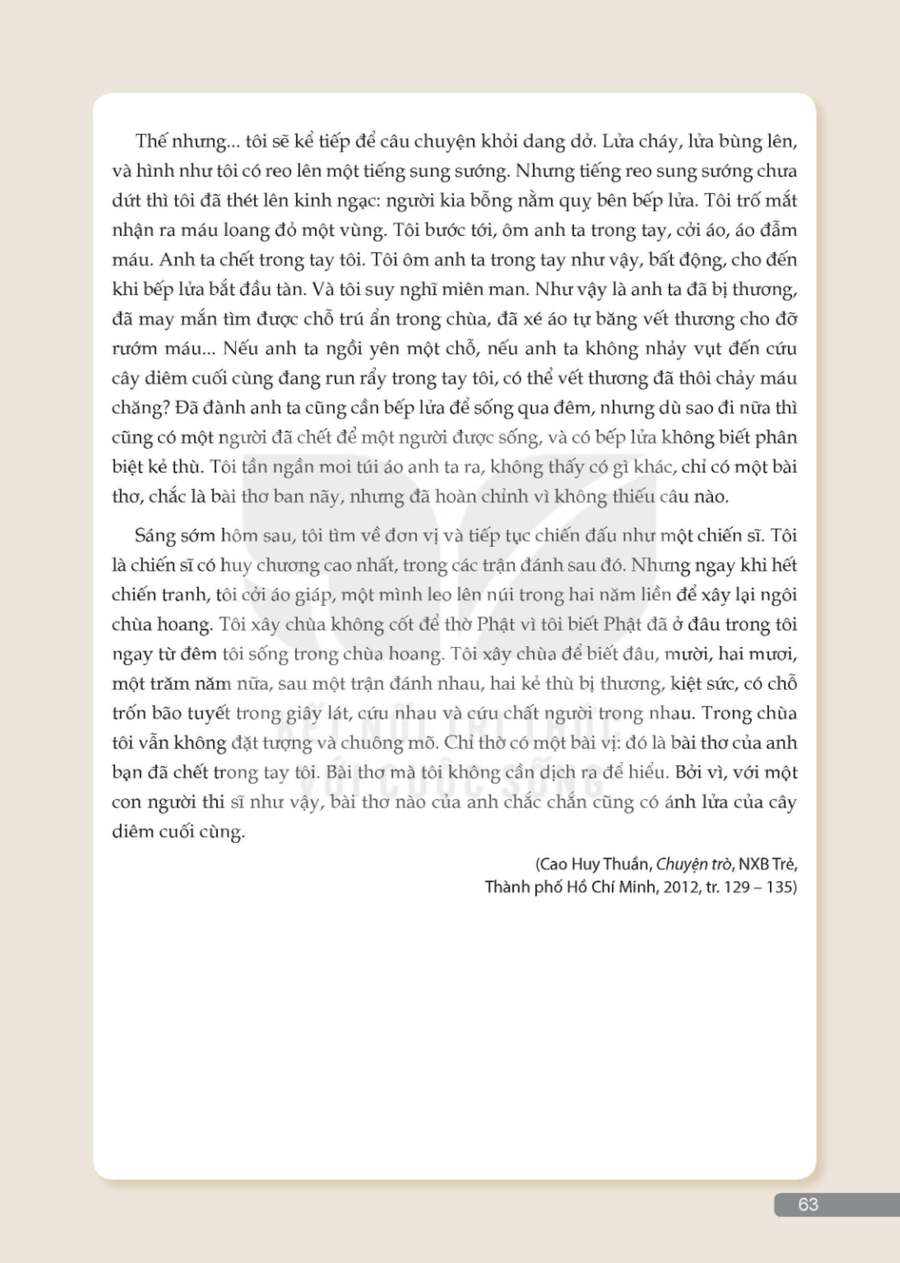 Thế nhưng... tôi sẽ kể tiếp để câu chuyện khỏi dang dở. Lửa cháy, lửa bùng lên,
và hình như tôi có reo lên một tiếng sung sướng. Nhưng tiếng reo sung sướng chưa
dứt thì tôi đã thét lên kinh ngạc: người kia bỗng nằm quỵ bên bếp lửa. Tôi trố mắt
nhận ra máu loang đỏ một vùng. Tôi bước tới, ôm anh ta trong tay, cởi áo, áo đẫm
máu. Anh ta chết trong tay tôi. Tôi ôm anh ta trong tay như vậy, bất động, cho đến
khi bếp lửa bắt đầu tàn. Và tôi suy nghĩ miên man. Như vậy là anh ta đã bị thương,
đã may mắn tìm được chỗ trú ẩn trong chùa, đã xé áo tự băng vết thương cho đỡ
rướm máu... Nếu anh ta ngồi yên một chỗ, nếu anh ta không nhảy vụt đến cứu
cây diêm cuối cùng đang run rẩy trong tay tôi, có thể vết thương đã thôi chảy máu
chăng? Đã đành anh ta cũng cần bếp lửa để sống qua đêm, nhưng dù sao đi nữa thì
cũng có một người đã chết để một người được sống, và có bếp lửa không biết phân
biệt kẻ thù. Tôi tần ngần moi túi áo anh ta ra, không thấy có gì khác, chỉ có một bài
thơ, chắc là bài thơ ban nãy, nhưng đã hoàn chỉnh vì không thiếu câu nào.
Sáng sớm hôm sau, tôi tìm về đơn vị và tiếp tục chiến đấu như một chiến sĩ. Tôi
là chiến sĩ có huy chương cao nhất, trong các trận đánh sau đó. Nhưng ngay khi hết
chiến tranh, tôi cởi áo giáp, một mình leo lên núi trong hai năm liền để xây lại ngôi
chùa hoang. Tôi xây chùa không cốt để thờ Phật vì tôi biết Phật đã ở đâu trong tôi
ngay từ đêm tôi sống trong chùa hoang. Tôi xây chùa để biết đâu, mười, hai mươi,
một trăm năm nữa, sau một trận đánh nhau, hai kẻ thù bị thương, kiệt sức, có chỗ
trốn bão tuyết trong giây lát, cứu nhau và cứu chất người trong nhau. Trong chùa
tôi vẫn không đặt tượng và chuông mõ. Chỉ thờ có một bài vị: đó là bài thơ của anh
bạn đã chết trong tay tôi. Bài thơ mà tôi không cần dịch ra để hiểu. Bởi vì, với một
con người thi sĩ như vậy, bài thơ nào của anh chắc chắn cũng có ánh lửa của cây
diêm cuối cùng.
(Cao Huy Thuần, Chuyện trò, NXB Trẻ,
Thành phố Hồ Chí Minh, 2012, tr. 129 – 135)
KẾT NỐI TRI THỨC
VỚI CUỘC SỐNG
63